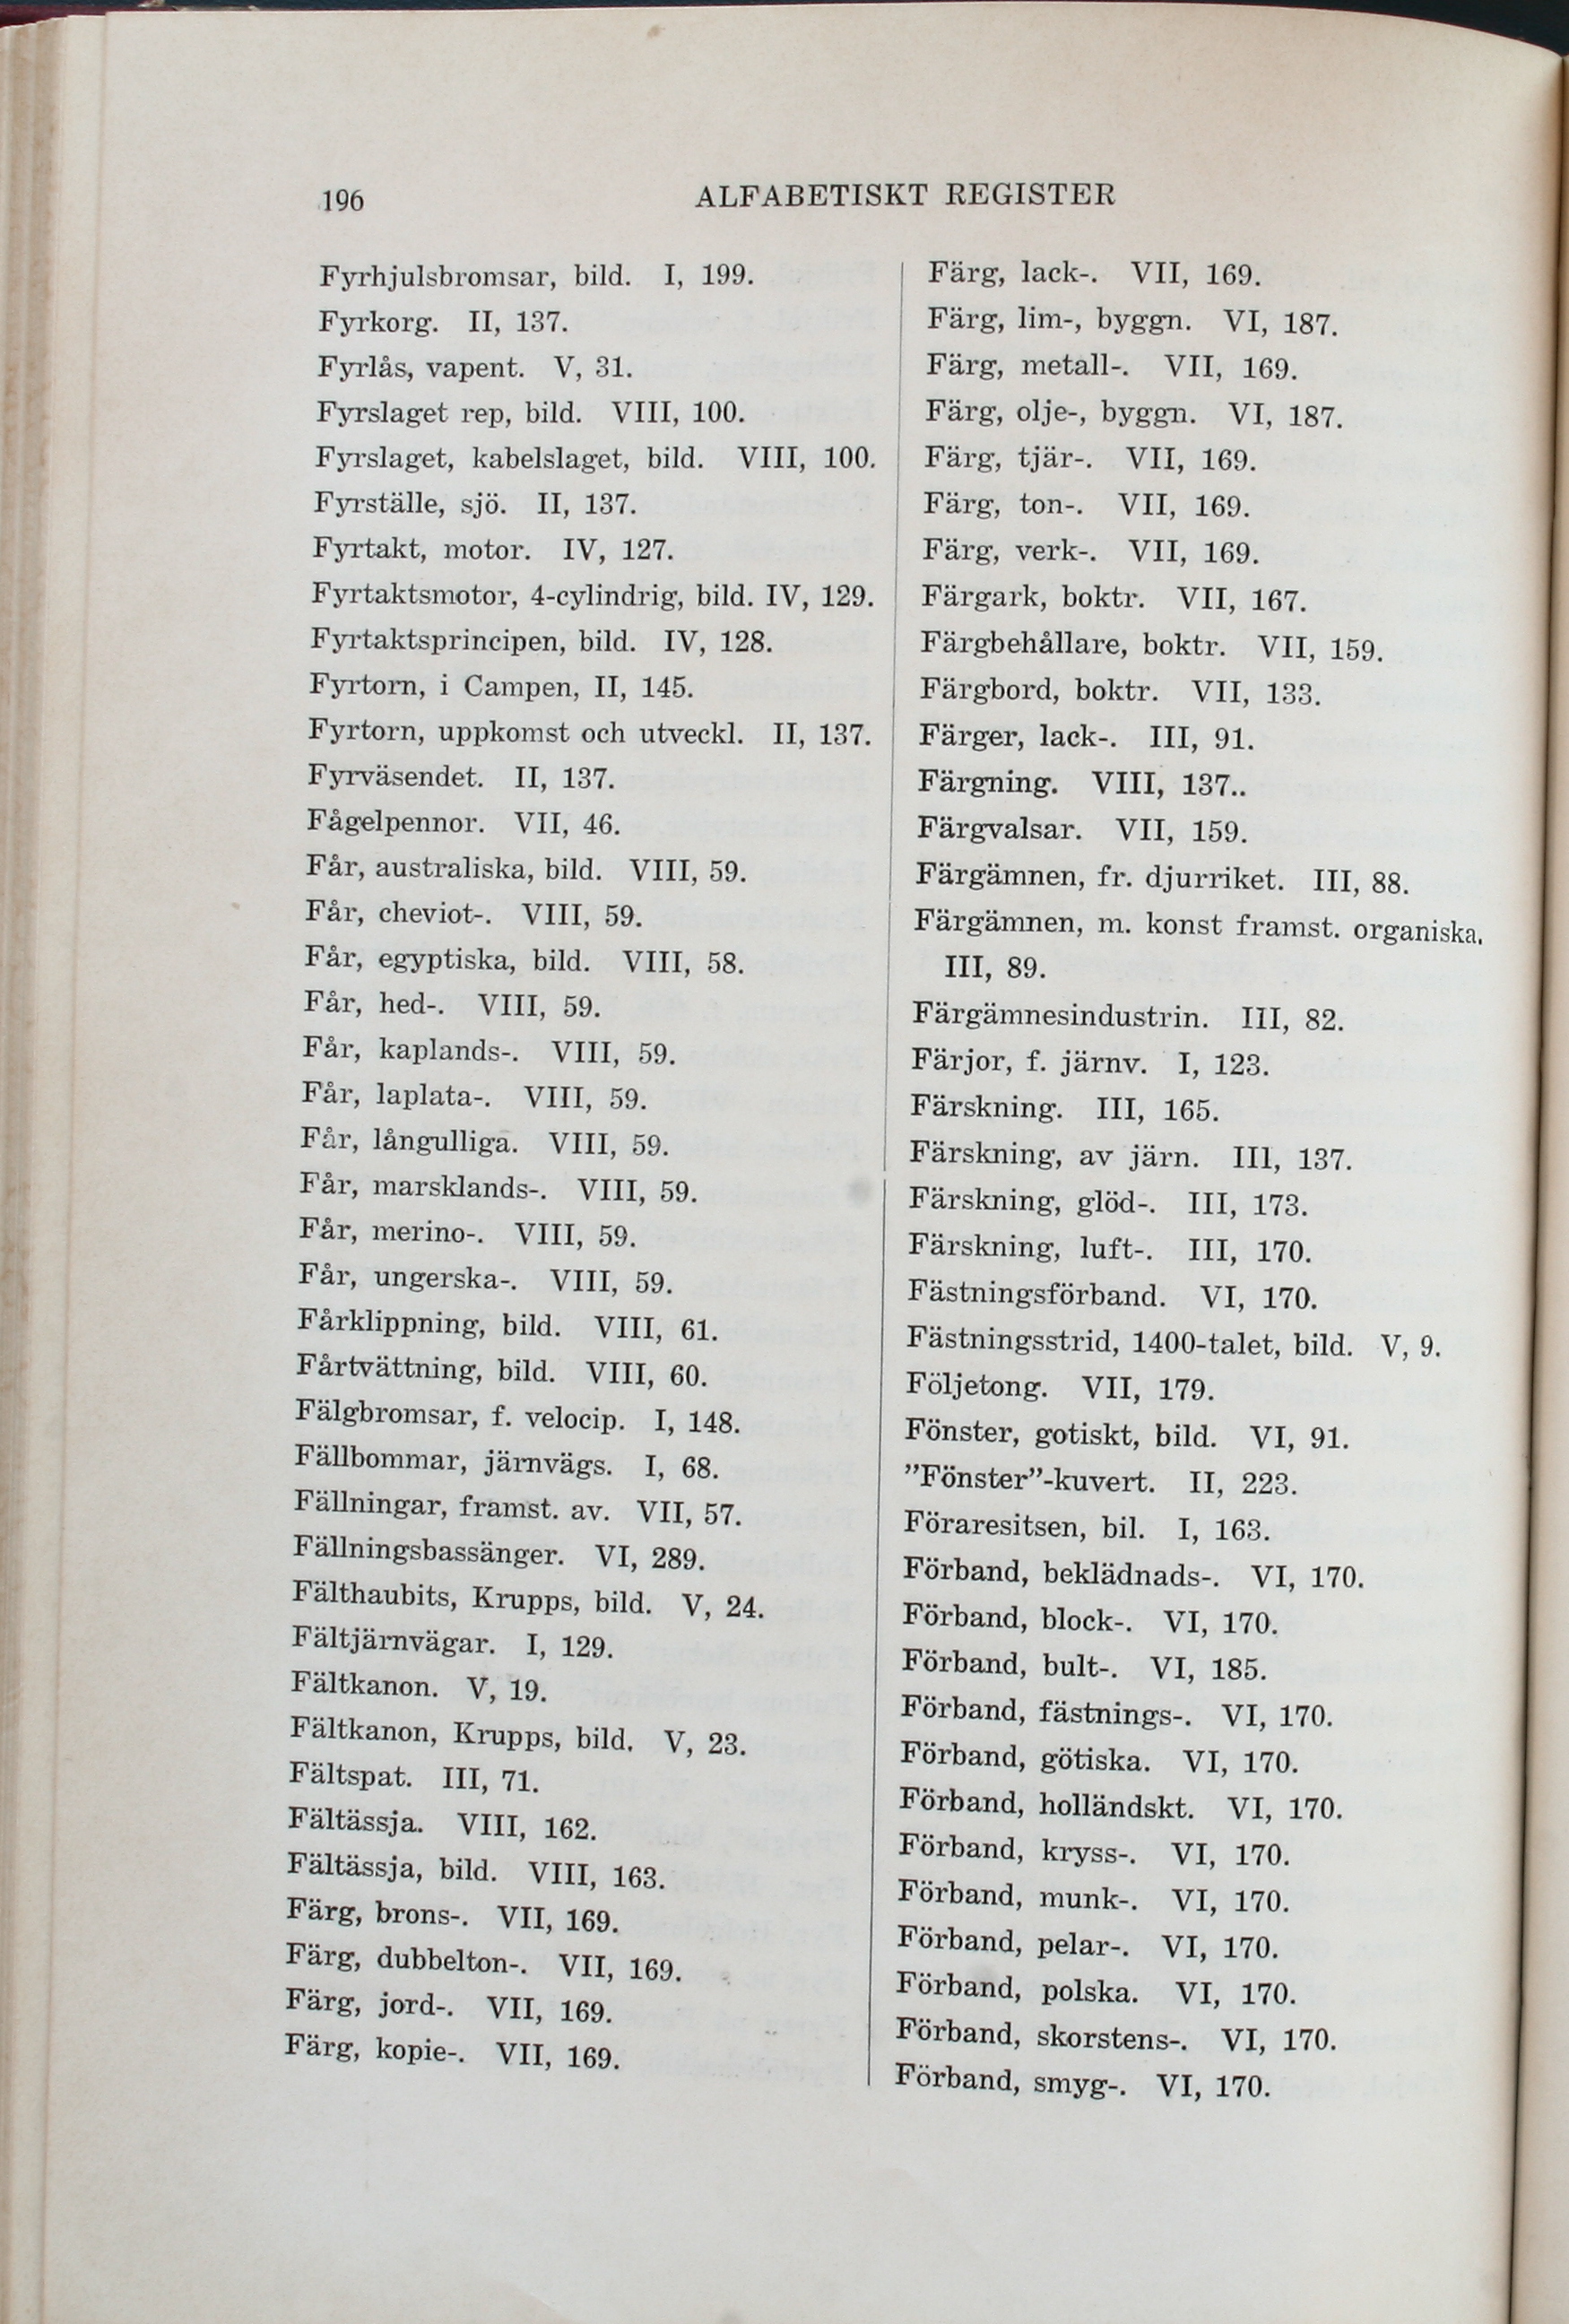 196
ALFABETISKT REGISTER
Fyrhjulsbromsar, bild. I, 199.
Fyrkorg. II, 137.
Fyrlås, vapent. V, 31.
Fyrslaget rep, bild. VIII, 100.
Fyrslaget, kabelslaget, bild. VIII, 100.
Fyrställe, sjö. II, 137.
Fyrtakt, motor. IV, 127.
Fyrtaktsmotor, 4-cylindrig, bild. IV, 129.
Fyrtaktsprincipen, bild. IV, 128.
Fyrtorn, i Campen, II, 145.
Fyrtorn, uppkomst och utveckl. II, 137.
Fyrväsendet. II, 137.
Fågelpennor. VII, 46.
Får, australiska, bild. VIII, 59.
Får, cheviot-. VIII, 59.
Får, egyptiska, bild. VIII, 58.
Får, hed-. VIII, 59.
Får, kaplands-. VIII, 59.
Får, laplata-. VIII, 59.
Får, långulliga. VIII, 59.
Får, marsklands-. VIII, 59.
Får, merino-. VIII, 59.
Får, ungerska-. VIII, 59.
Fårklippning, bild. VIII, 61.
Fårtvättning, bild. VIII, 60.
Fälgbromsar, f. velocip. I, 148.
Fällbommar, järnvägs. I, 68.
Fällningar, framst. av. VII, 57.
Fällningsbassänger. VI, 289.
Fälthaubits, Krupps, bild. V, 24.
Fältjärnvägar. I, 129.
Fältkanon. V, 19.
Fältkanon, Krupps, bild. V, 23.
Fältspat. III, 71.
Fältässja. VIII, 162.
Fältässja, bild. VIII, 163.
Färg, brons-. VII, 169.
Färg, dubbelton-. VII, 169.
Färg, jord-. VII, 169.
Färg, kopie-. VII, 169.
Färg, lack-. VII, 169.
Färg, lim-, byggn. VI, 187.
Färg, metall-. VII, 169.
Färg, olje-, byggn. VI, 187.
Färg, tjär-. VII, 169.
Färg, ton-. VII, 169.
Färg, verk-. VII, 169.
Färgark, boktr. VII, 167.
Färgbehållare, boktr. VII, 159.
Färgbord, boktr. VII, 133.
Färger, lack-. III, 91.
Färgning. VIII, 137..
Färgvalsar. VII, 159.
Färgämnen, fr. djurriket. III, 88.
Färgämnen, m. konst framst. organiska.
III, 89.
Färgämnesindustrin. III, 82.
Färjor, f. järnv. I, 123.
Färskning. III, 165.
Färskning, av järn. III, 137.
Färskning, glöd-. III, 173.
Färskning, luft-. III, 170.
Fästningsförband. VI, 170.
Fästningsstrid, 1400-talet, bild. V, 9.
Följetong. VII, 179.
Fönster, gotiskt, bild. VI, 91.
”Fönster”-kuvert. II, 223.
Föraresitsen, bil. I, 163.
Förband, beklädnads-. VI, 170.
Förband, block-. VI, 170.
Förband, bult-. VI, 185.
Förband, fästnings-. VI, 170.
Förband, götiska. VI, 170.
Förband, holländskt. VI, 170.
Förband, kryss-. VI, 170.
Förband, munk-. VI, 170.
Förband, pelar-. VI, 170.
Förband, polska. VI, 170.
Förband, skorstens-. VI, 170.
Förband, smyg-. VI, 170.